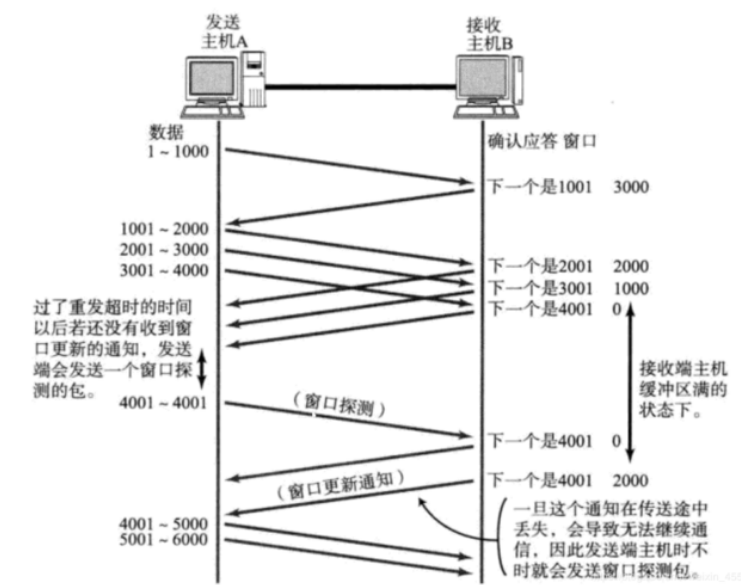 发送
主机A
接收
主机B
数据
确认应答 窗口
1 ~ 1000
下一个是1001 3000
1001 ~ 2000
2001 ~ 3000
3001 ~ 4000
下一个是2001 2000
下一个是3001 1000
下一个是4001 0
过了重发超时的时间
以后若还没有收到窗
口更新的通知，发送
端会发送一个窗口探
测的包。
接收端主机
缓冲区满的
状态下。
4001 ~ 4001
（窗口探测）
下一个是4001 0
（窗口更新通知）
下一个是4001 2000
4001 ~ 5000
5001 ~ 6000
一旦这个通知在传送途中
丢失，会导致无法继续通
信，因此发送端主机时不
时就会发送窗口探测包。